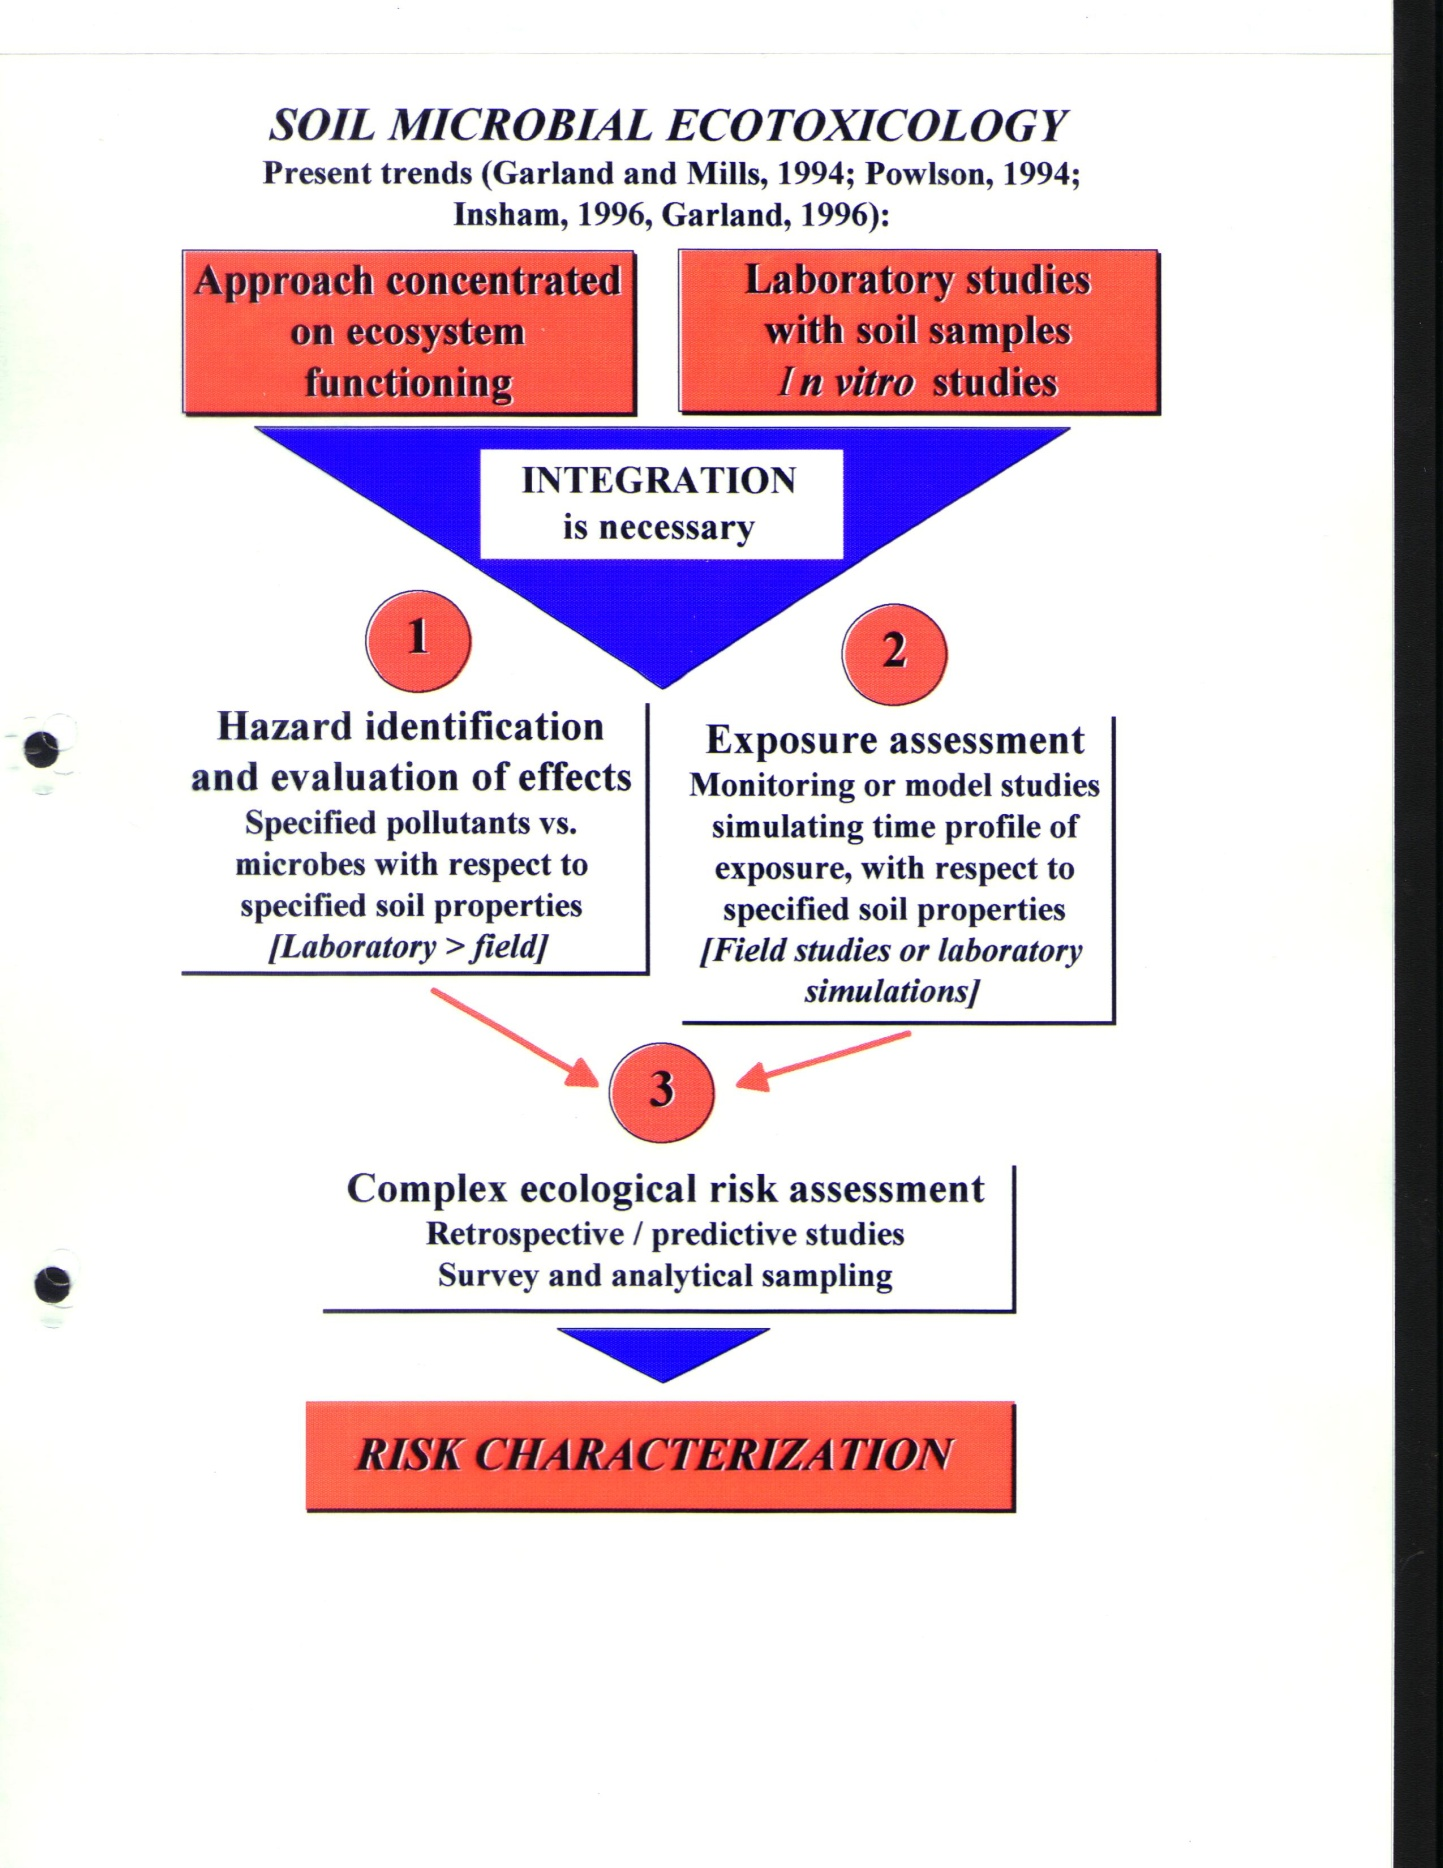 SOIL MICROBIAL ECOTOXICOLOGY
Present trends (Garland and Mills, 1994; Powlson, 1994;
Insham, 1996, Garland, 1996):
Approach concentrated
on ecosystem
functioning
Laboratory studies
with soil samples
In vitro studies
INTEGRATION
is necessary
1
Hazard identification
and evaluation of effects
Specified pollutants vs.
microbes with respect to
specified soil properties
[Laboratory > field]
2
Exposure assessment
Monitoring or model studies
simulating time profile of
exposure, with respect to
specified soil properties
[Field studies or laboratory
simulations]
3
Complex ecological risk assessment
Retrospective / predictive studies
Survey and analytical sampling
RISK CHARACTERIZATION